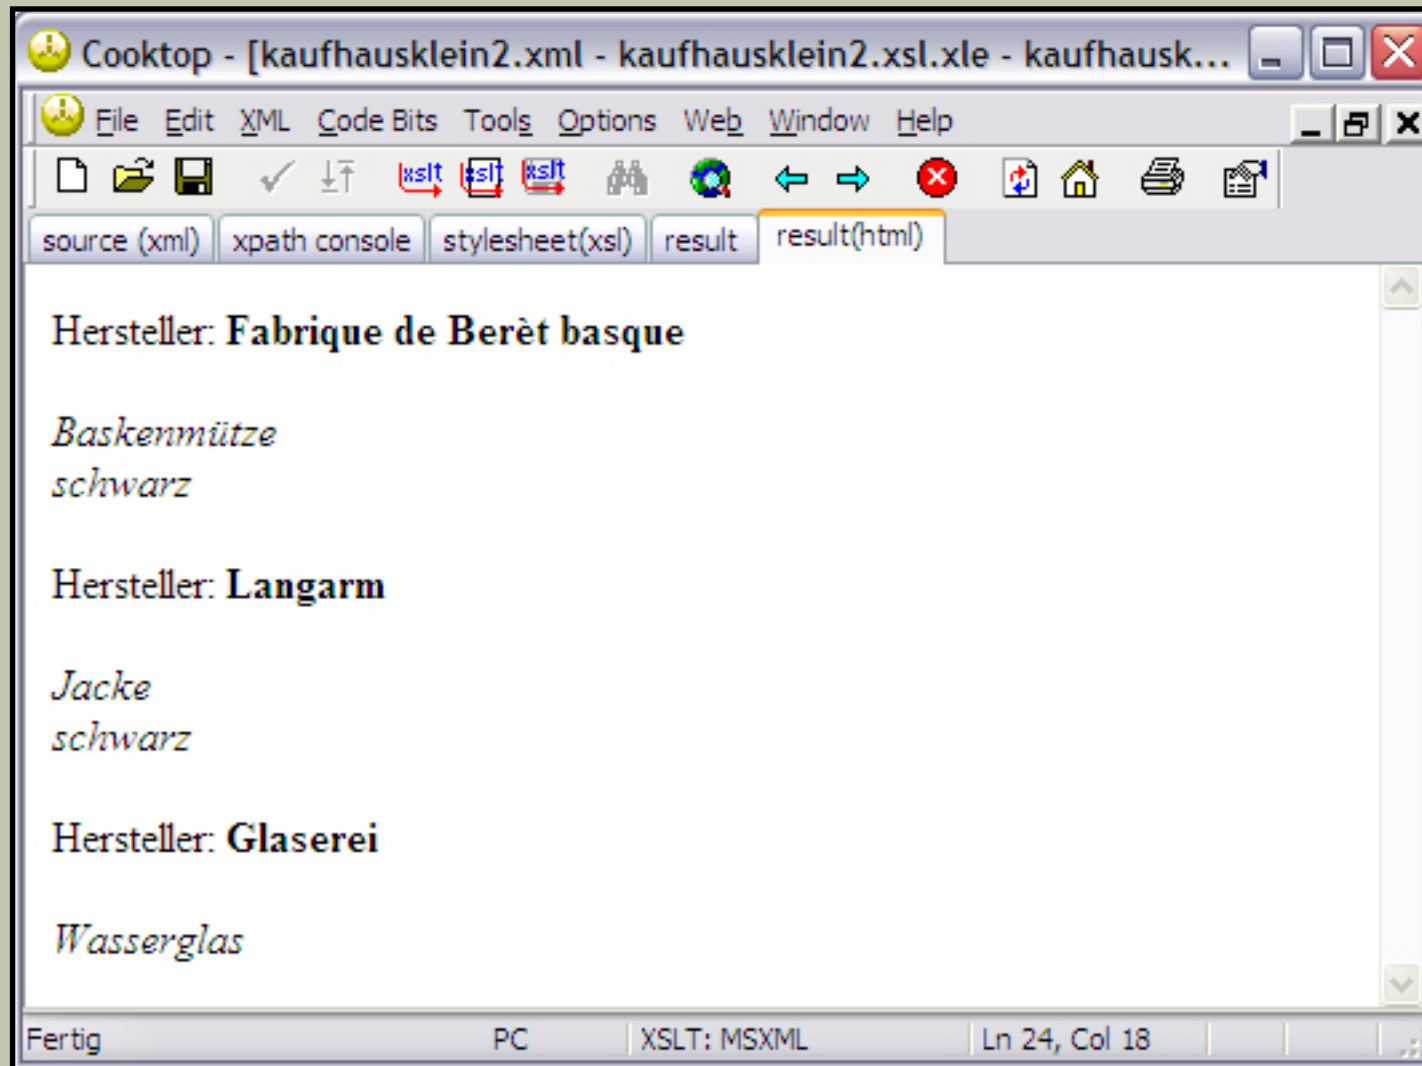 Cooktop - [kaufhausklein2.xml - kaufhausklein2.xsl.xle - kaufhausk...
File Edit XML Code Bits Tools Options Web Window Help
xslt xslt xslt
source (xml) xpath console stylesheet(xsl) result result(html)
Hersteller: Fabrique de Berèt basque
Baskenmütze
schwarz
Hersteller: Langarm
Jacke
schwarz
Hersteller: Glaserei
Wasserglas
Fertig PC XSLT: MSXML Ln 24, Col 18